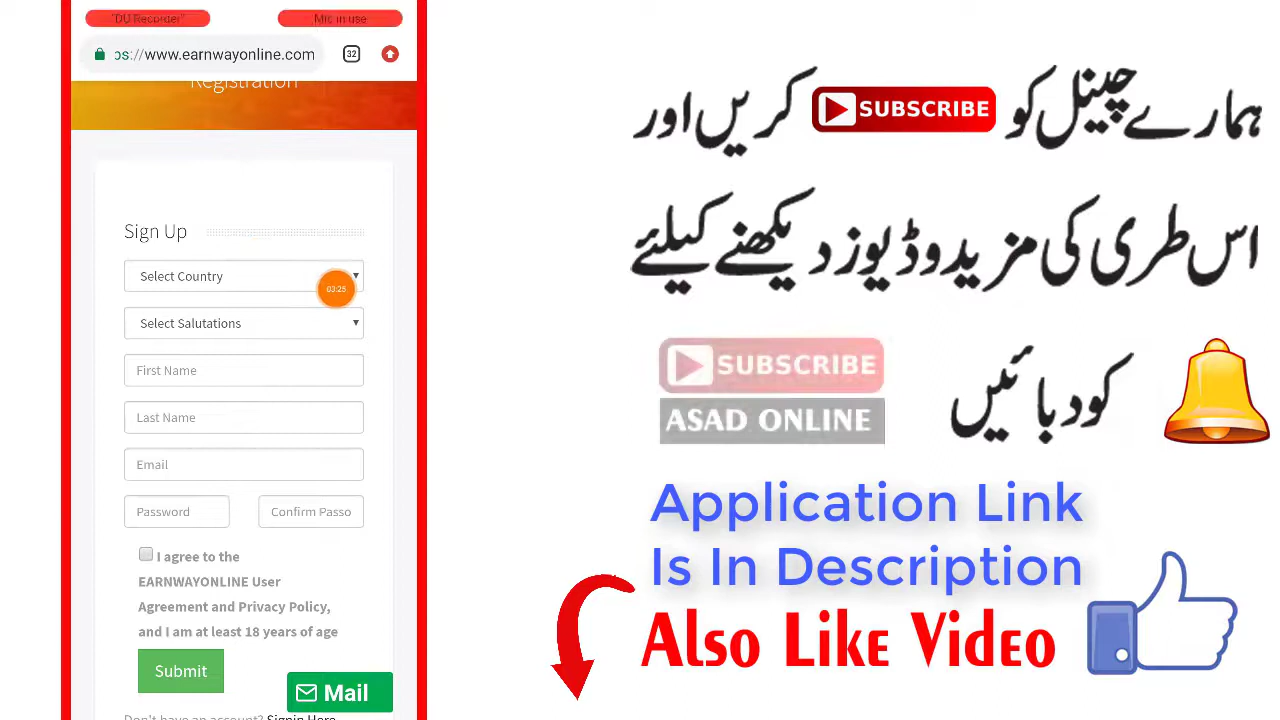 "DU Recorder"
Mic in use
ps://www.earnwayonline.com
32
Registration
Sign Up
Select Country
03:25
Select Salutations
First Name
Last Name
Email
Password
Confirm Passo
I agree to the
EARNWAYONLINE User
Agreement and Privacy Policy,
and I am at least 18 years of age
Submit
Mail
Don't have an account? Signin Here
ہمارے چینل کو SUBSCRIBE کریں اور
اس طری کی مزید وڈیوز دیکھنے کیلئے
SUBSCRIBE
ASAD ONLINE
کو دبائیں
Application Link
Is In Description
Also Like Video